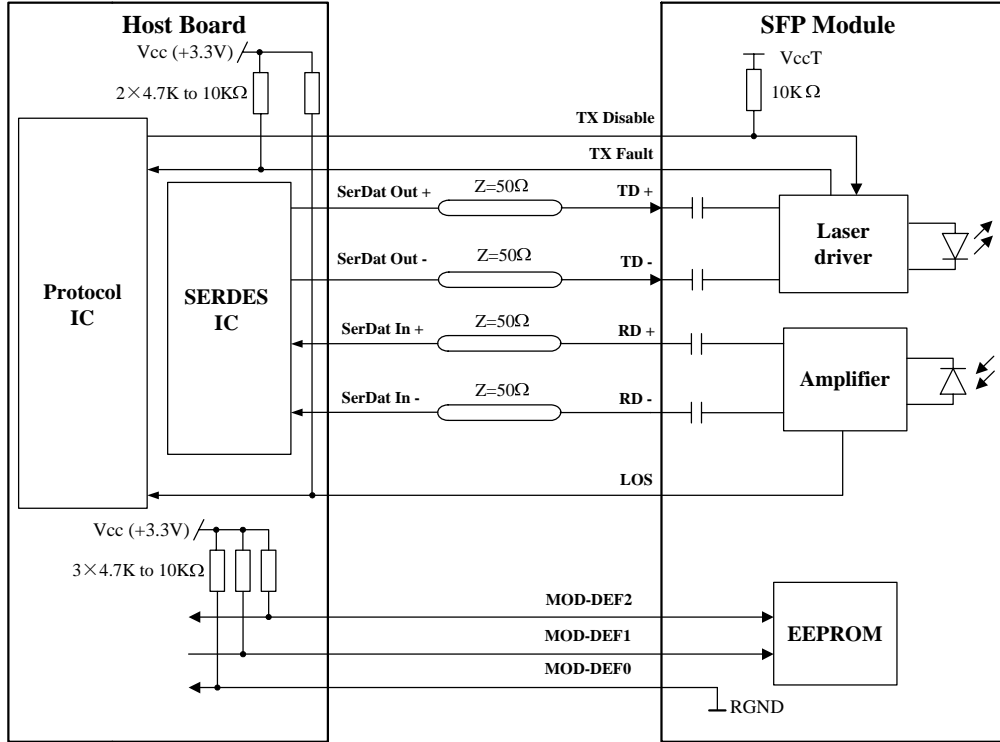 Host Board
SFP Module
Vcc (+3.3V)
VccT
2×4.7K to 10KΩ
10K Ω
TX Disable
TX Fault
SerDat Out +
Z=50Ω
TD +
Laser
driver
SerDat Out -
Z=50Ω
TD -
Protocol
IC
SERDES
IC
SerDat In +
Z=50Ω
RD +
Amplifier
SerDat In -
Z=50Ω
RD -
LOS
Vcc (+3.3V)
3×4.7K to 10KΩ
MOD-DEF2
EEPROM
MOD-DEF1
MOD-DEF0
RGND